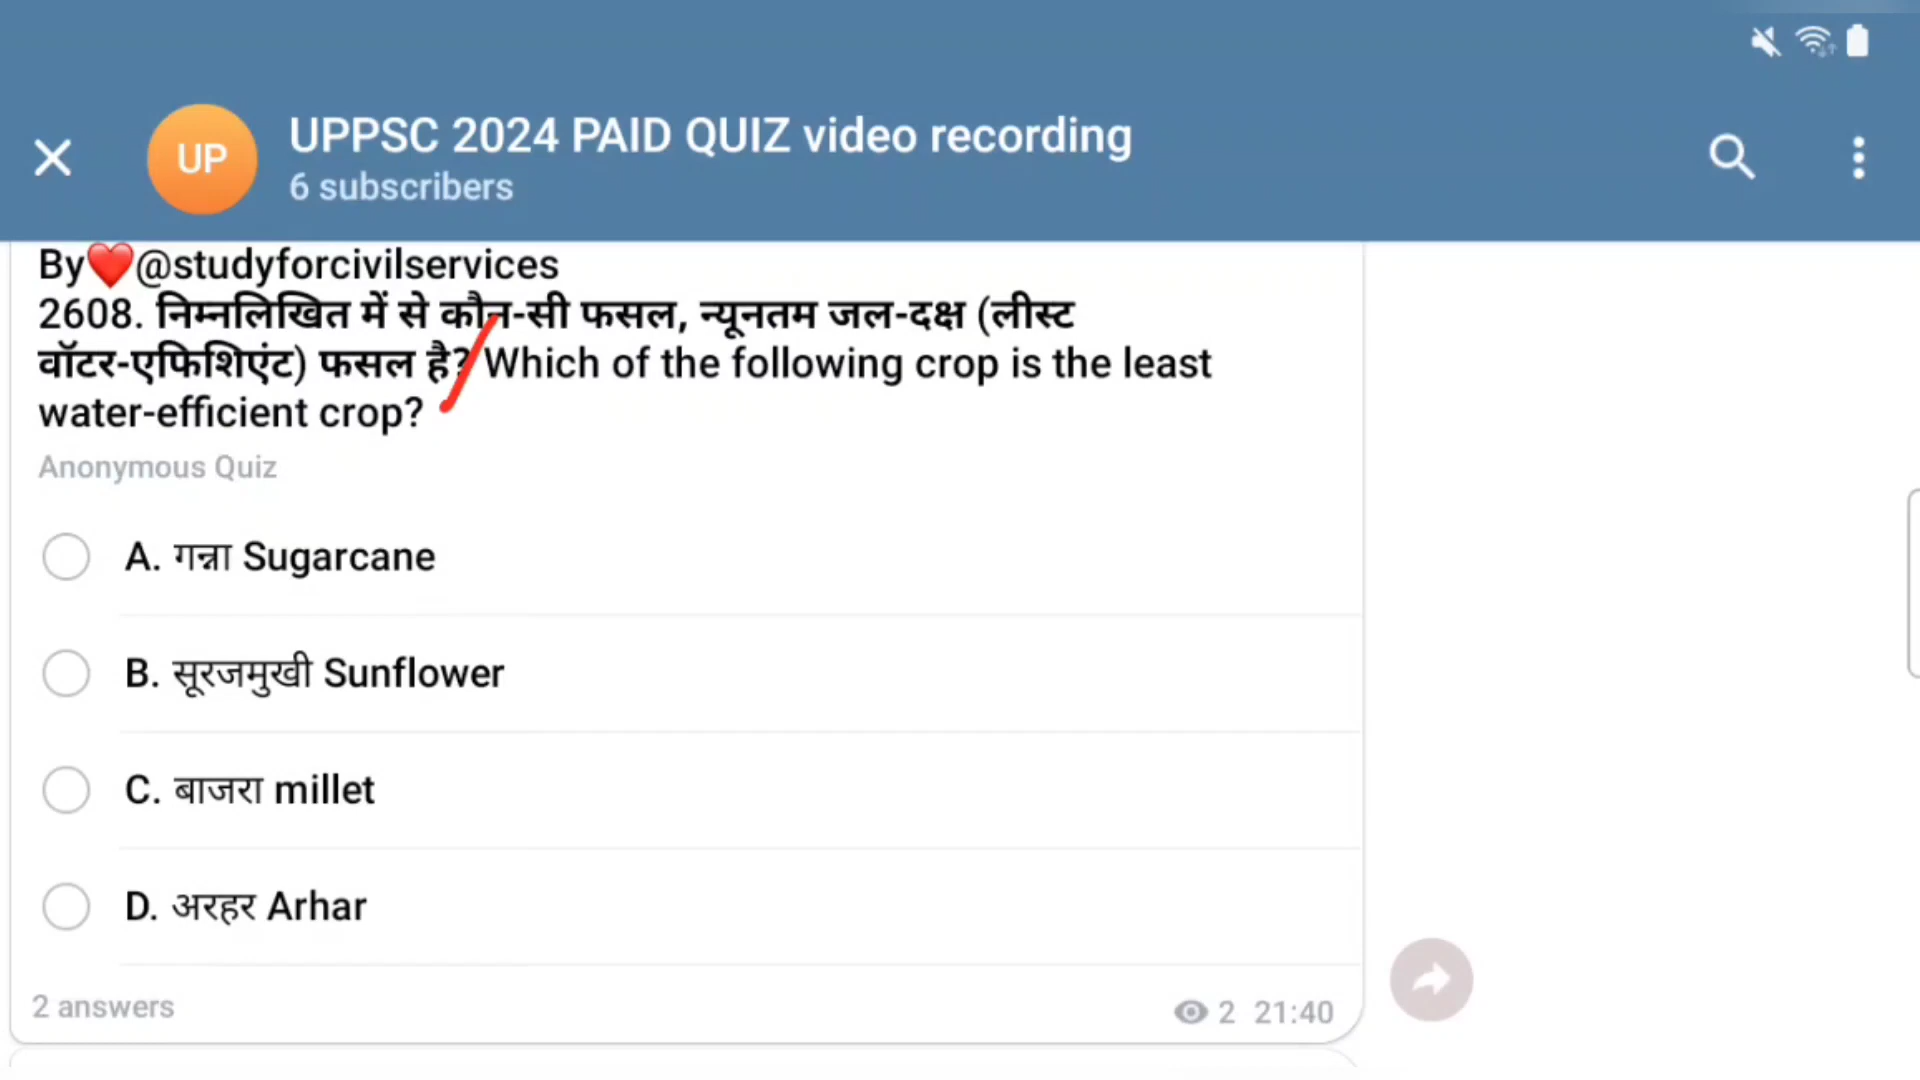 UP
UPPSC 2024 PAID QUIZ video recording
6 subscribers
By❤️@studyforcivilservices
2608. निम्नलिखित में से कौन-सी फसल, न्यूनतम जल-दक्ष (लीस्ट
वॉटर-एफिशिएंट) फसल है? Which of the following crop is the least
water-efficient crop?
Anonymous Quiz
A. गन्ना Sugarcane
B. सूरजमुखी Sunflower
C. बाजरा millet
D. अरहर Arhar
2 answers
2 21:40